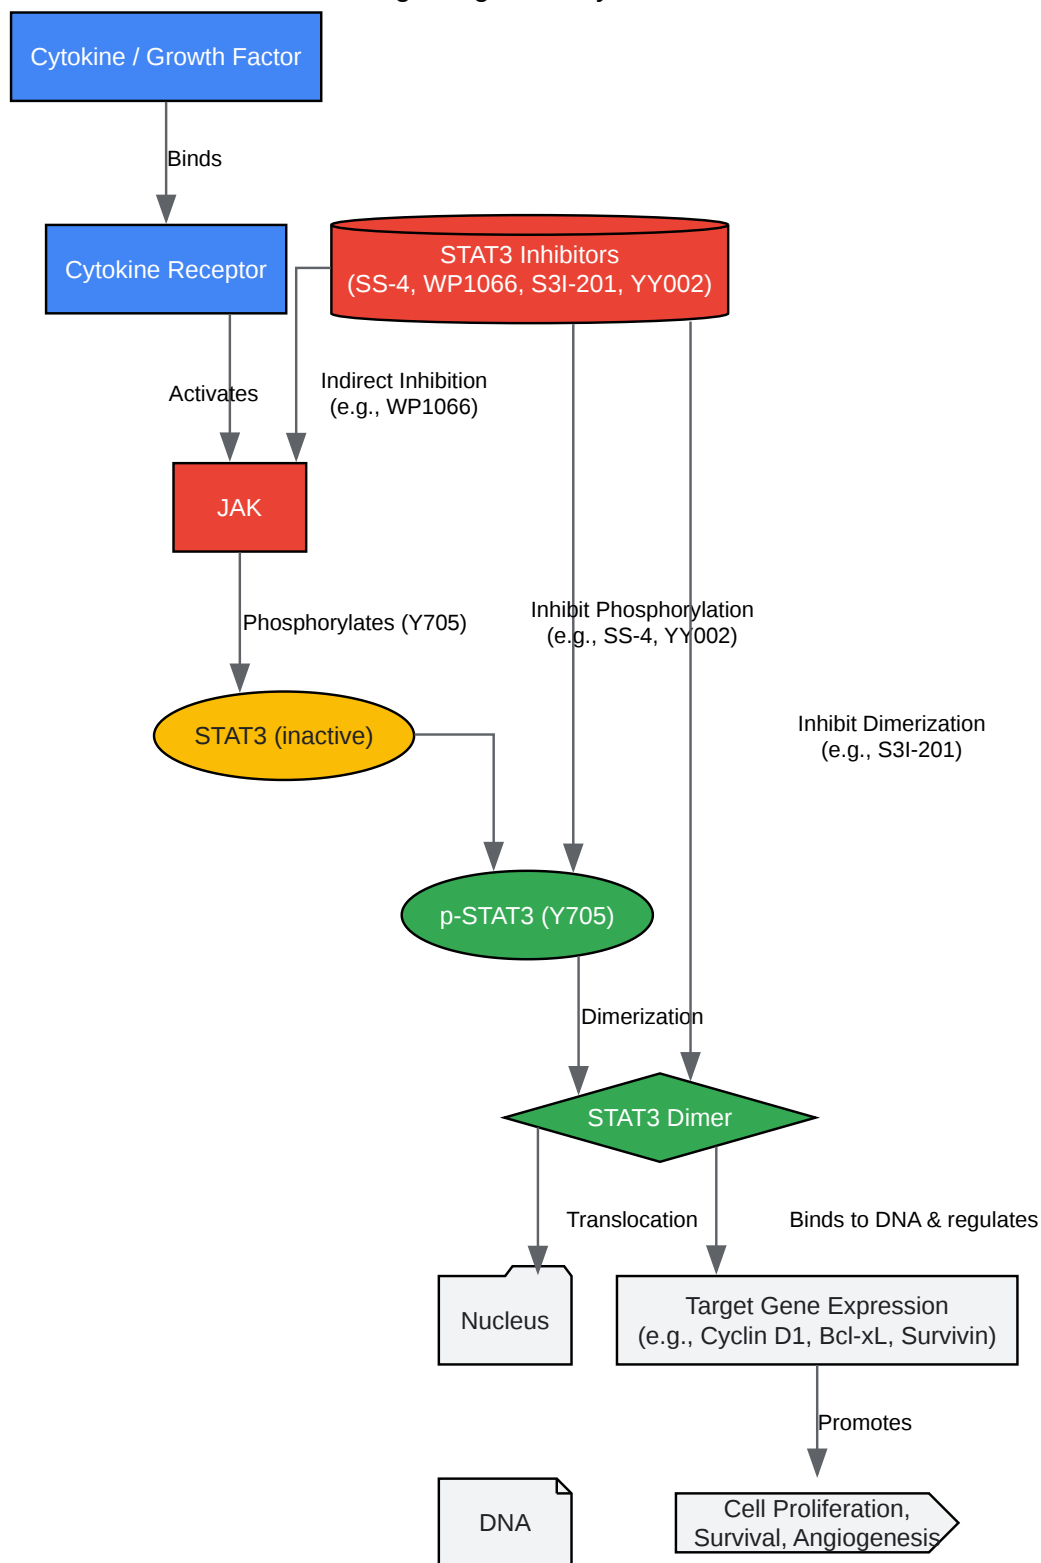 Cytokine / Growth Factor
Binds
Cytokine Receptor
STAT3 Inhibitors
(SS-4, WP1066, S3I-201, YY002)
Activates
Indirect Inhibition
(e.g., WP1066)
JAK
Phosphorylates (Y705)
Inhibit Phosphorylation
(e.g., SS-4, YY002)
STAT3 (inactive)
Inhibit Dimerization
(e.g., S3I-201)
p-STAT3 (Y705)
Dimerization
STAT3 Dimer
Translocation
Binds to DNA & regulates
Nucleus
Target Gene Expression
(e.g., Cyclin D1, Bcl-xL, Survivin)
Promotes
DNA
Cell Proliferation,
Survival, Angiogenesis